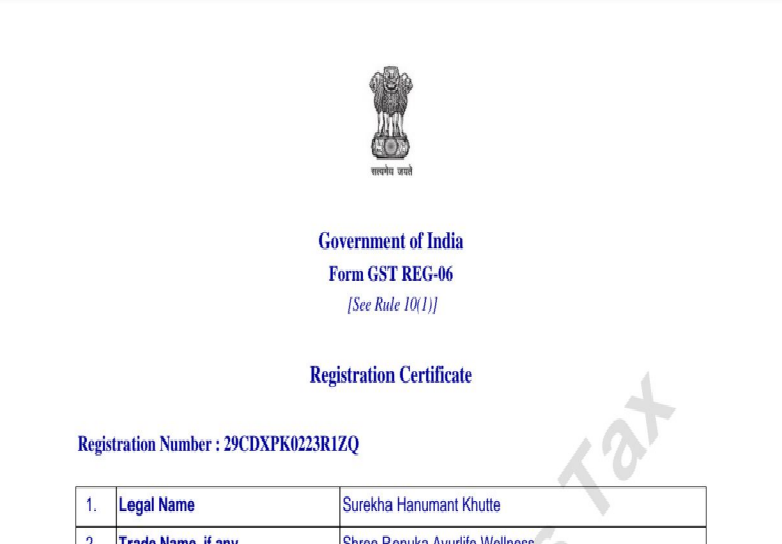 सत्यमेव जयते
Government of India
Form GST REG-06
[See Rule 10(1)]
Registration Certificate
Registration Number : 29CDXPK0223R1ZQ
1. Legal Name Surekha Hanumant Khutte
2. Trade Name, if any Shree Renuka Ayurlife Wellness
s Tax